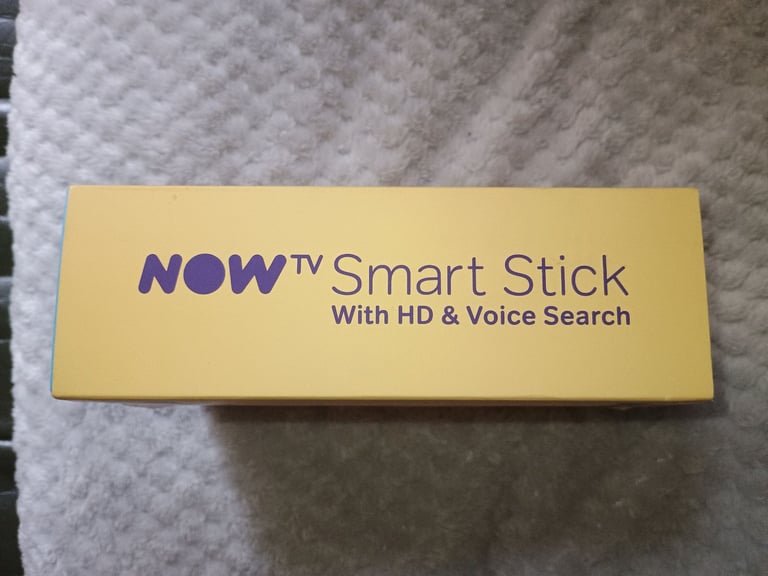 NOW TV Smart Stick
With HD & Voice Search